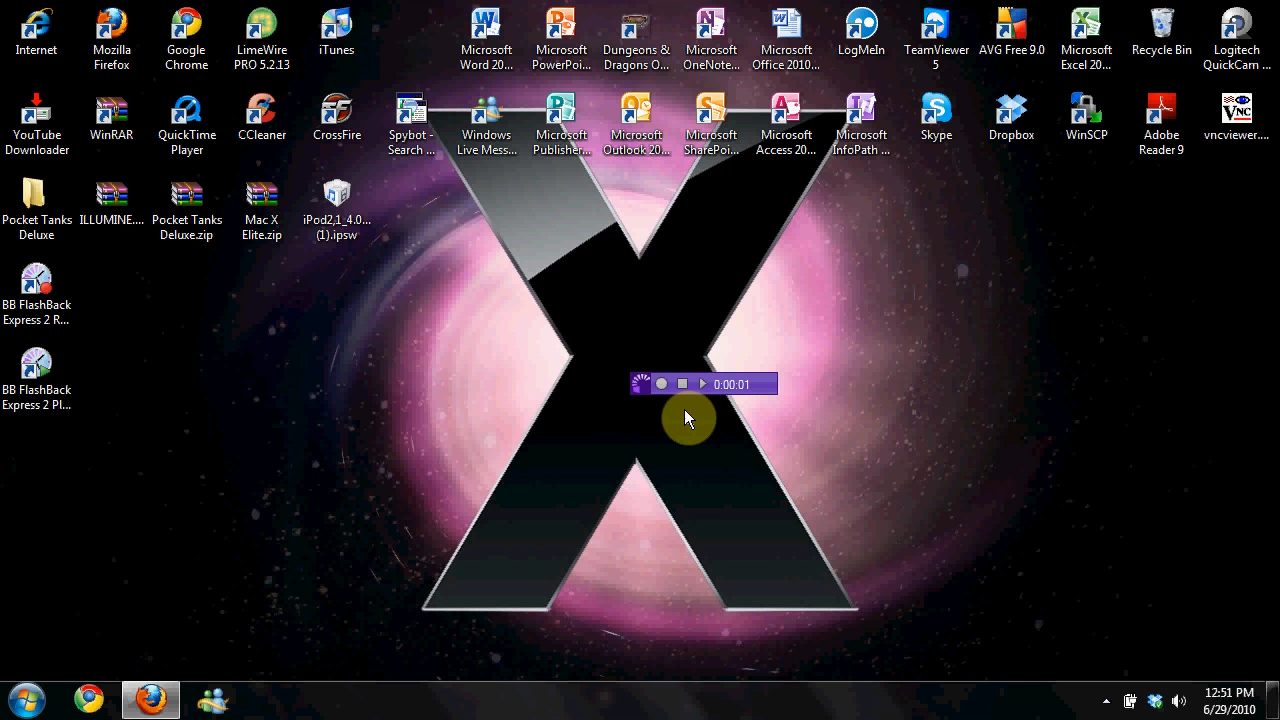 Internet
Mozilla
Firefox
Google
Chrome
LimeWire
PRO 5.2.13
iTunes
Microsoft
Word 20...
Microsoft
PowerPoi...
Dungeons &
Dragons O...
Microsoft
OneNote...
Microsoft
Office 2010...
LogMeIn
TeamViewer
5
AVG Free 9.0
Microsoft
Excel 20...
Recycle Bin
Logitech
QuickCam ...
YouTube
Downloader
WinRAR
QuickTime
Player
CCleaner
CrossFire
Spybot -
Search ...
Windows
Live Mess...
Microsoft
Publisher...
Microsoft
Outlook 20...
Microsoft
SharePoi...
Microsoft
Access 20...
Microsoft
InfoPath ...
Skype
Dropbox
WinSCP
Adobe
Reader 9
vncviewer....
Pocket Tanks
Deluxe
ILLUMINE....
Pocket Tanks
Deluxe.zip
Mac X
Elite.zip
iPod2,1_4.0...
(1).ipsw
BB FlashBack
Express 2 R...
BB FlashBack
Express 2 Pl...
0:00:01
12:51 PM
6/29/2010